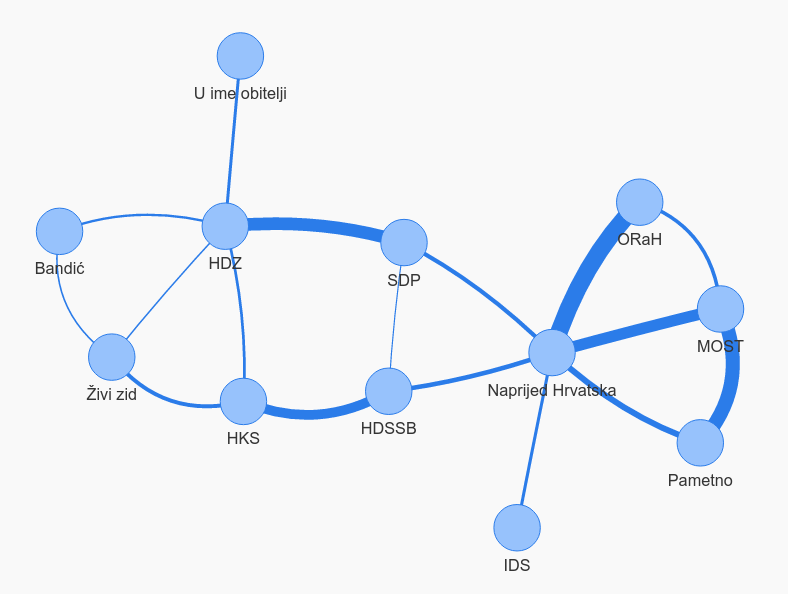 U ime obitelji
ORaH
Bandić
HDZ
SDP
MOST
Živi zid
Naprijed Hrvatska
HKS
HDSSB
Pametno
IDS